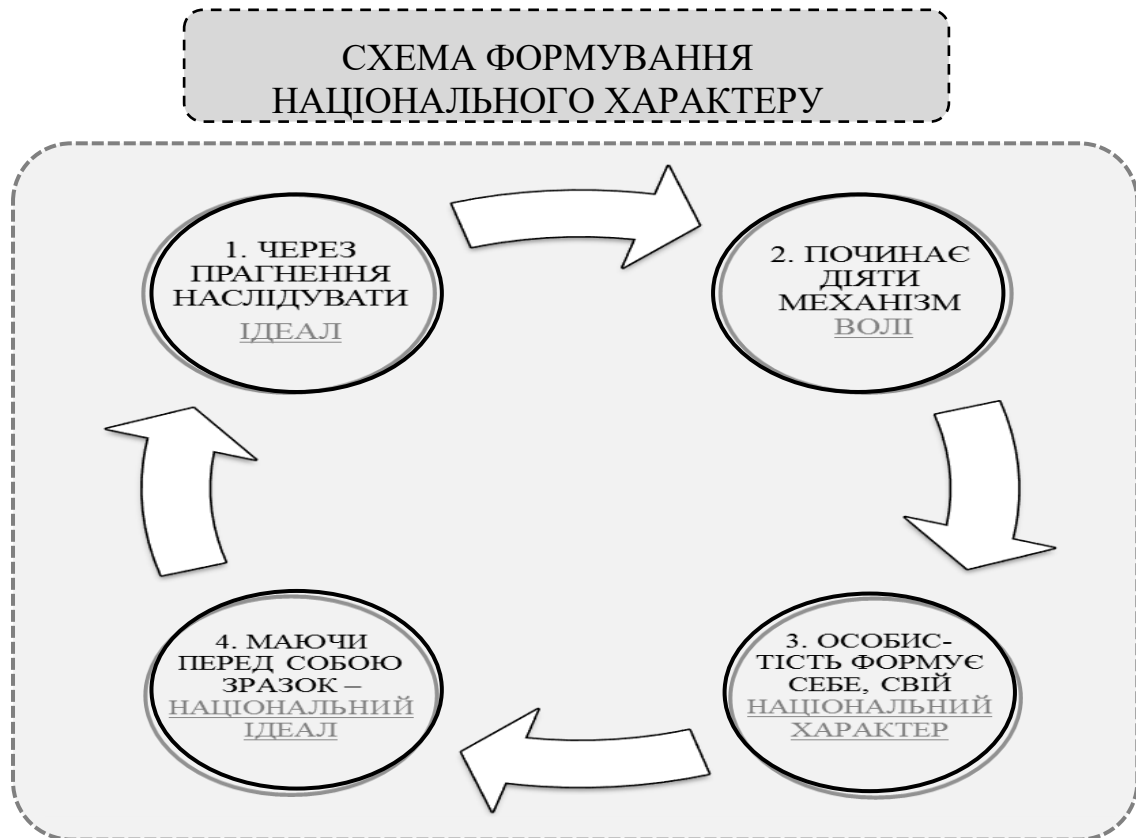 СХЕМА ФОРМУВАННЯ
НАЦІОНАЛЬНОГО ХАРАКТЕРУ
1. ЧЕРЕЗ
ПРАГНЕННЯ
НАСЛІДУВАТИ
ІДЕАЛ
2. ПОЧИНАЄ
ДІЯТИ
МЕХАНІЗМ
ВОЛІ
3. ОСОБИС-
ТІСТЬ ФОРМУЄ
СЕБЕ, СВІЙ
НАЦІОНАЛЬНИЙ
ХАРАКТЕР
4. МАЮЧИ
ПЕРЕД СОБОЮ
ЗРАЗОК –
НАЦІОНАЛЬНИЙ
ІДЕАЛ